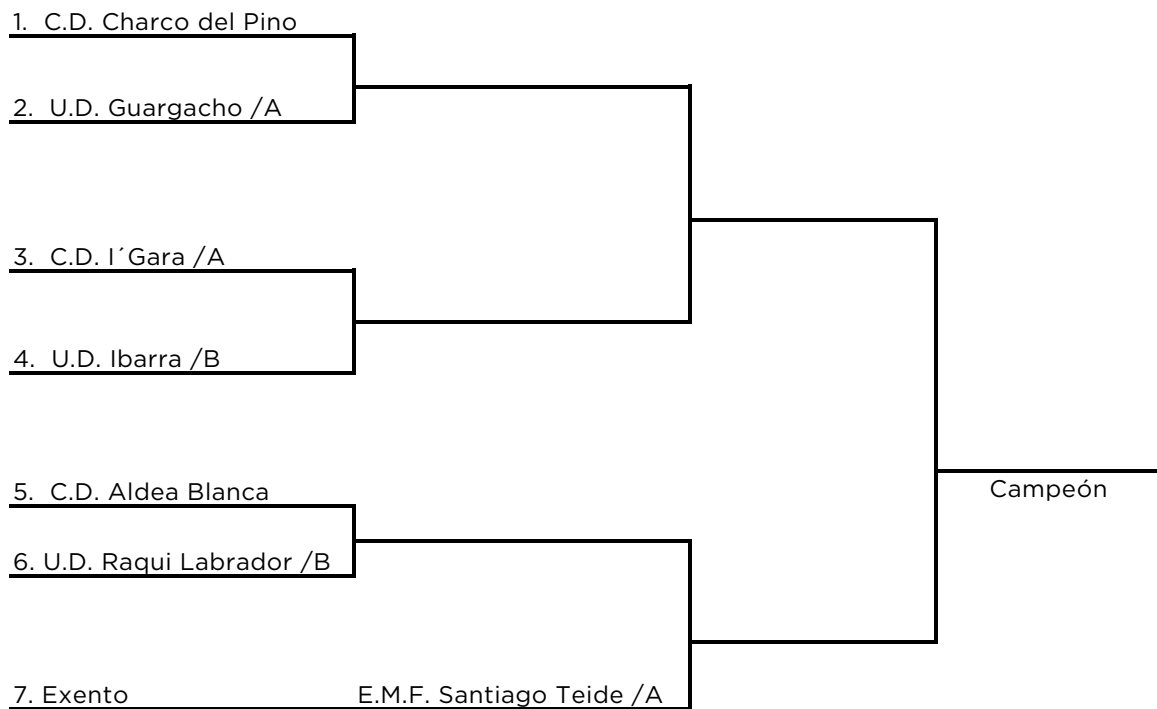 1. C.D. Charco del Pino
2. U.D. Guargacho /A
3. C.D. I´Gara /A
4. U.D. Ibarra /B
5. C.D. Aldea Blanca
Campeón
6. U.D. Raqui Labrador /B
7. Exento E.M.F. Santiago Teide /A